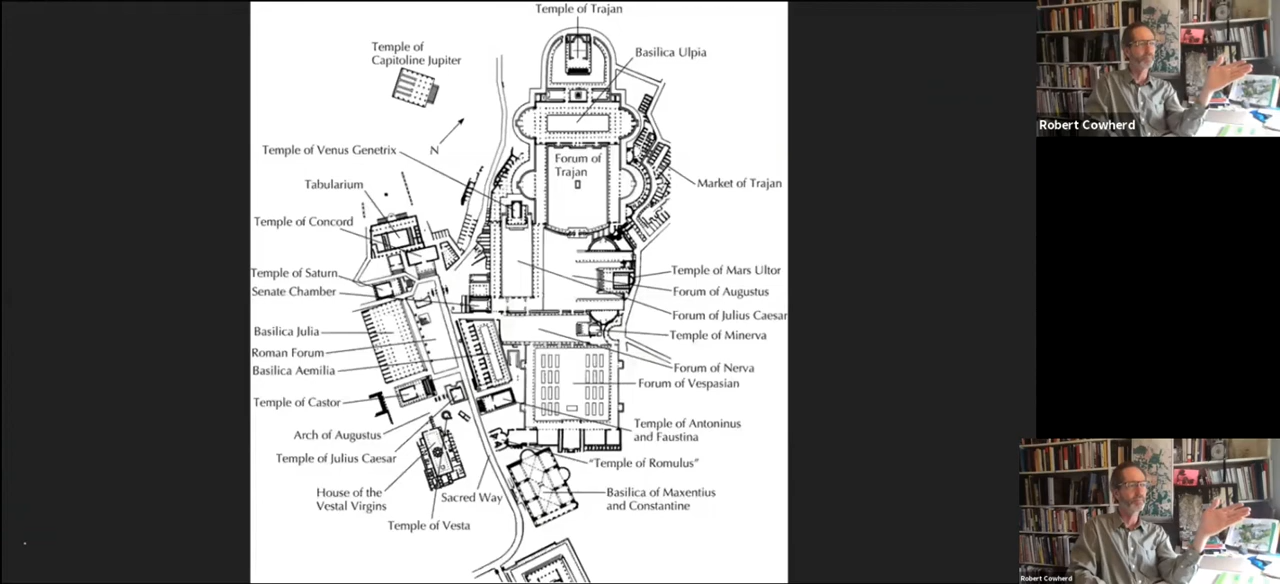 Temple of Trajan
Temple of
Capitoline Jupiter
Basilica Ulpia
N
Temple of Venus Genetrix
Forum of
Trajan
Tabularium
Market of Trajan
Temple of Concord
Temple of Saturn
Temple of Mars Ultor
Senate Chamber
Forum of Augustus
Forum of Julius Caesar
Basilica Julia
Temple of Minerva
Roman Forum
Basilica Aemilia
Forum of Nerva
Forum of Vespasian
Temple of Castor
Temple of Antoninus
and Faustina
Arch of Augustus
Temple of Julius Caesar
"Temple of Romulus"
House of the
Vestal Virgins
Sacred Way
Basilica of Maxentius
and Constantine
Temple of Vesta
Robert Cowherd
Robert Cowherd